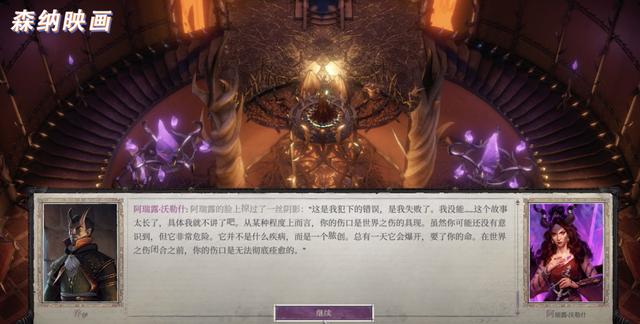 森纳映画
阿瑞露·沃勒什: 阿瑞露的脸上掠过了一丝阴影: "这是我犯下的错误, 是我失败了。我没能……这个故事
太长了, 具体我就不讲了吧。从某种程度上而言, 你的伤口是世界之伤的具现。虽然你可能还没有意
识到, 但它非常危险。它并不是什么疾病, 而是一个脓创。总有一天它会爆开, 要了你的命。在世界
之伤闭合之前, 你的伤口是无法彻底痊愈的。"
阿瑞露·沃勒什
继续